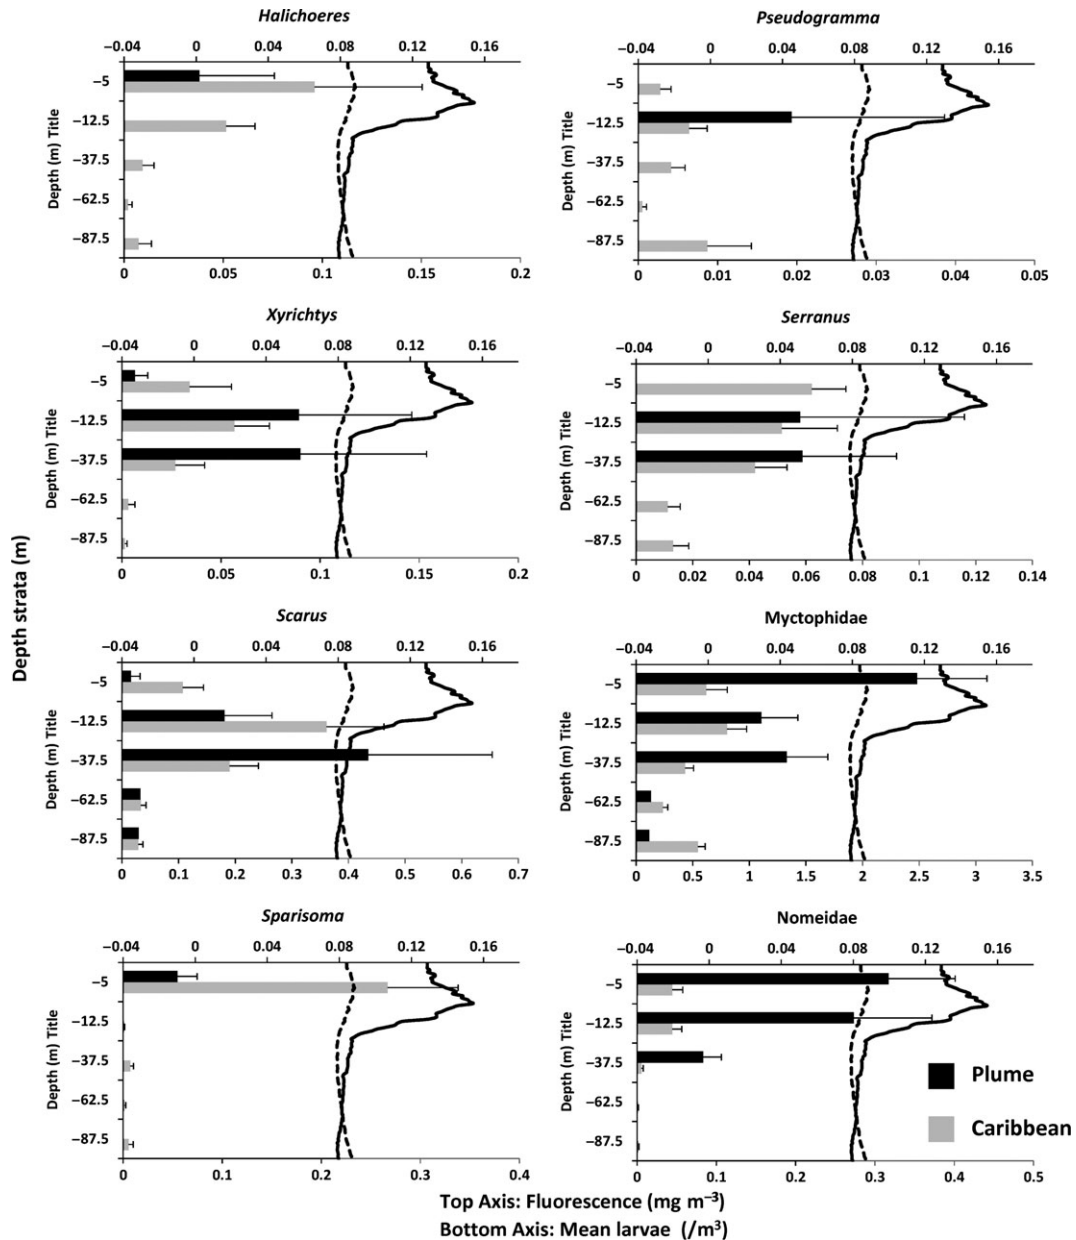 Halichoeres
−0.04 0 0.04 0.08 0.12 0.16
−5
−12.5
−37.5
−62.5
−87.5
Depth (m) Title
0 0.05 0.1 0.15 0.2
Pseudogramma
−0.04 0 0.04 0.08 0.12 0.16
−5
−12.5
−37.5
−62.5
−87.5
Depth (m) Title
0 0.01 0.02 0.03 0.04 0.05
Xyrichtys
−0.04 0 0.04 0.08 0.12 0.16
−5
−12.5
−37.5
−62.5
−87.5
Depth (m) Title
0 0.05 0.1 0.15 0.2
Serranus
−0.04 0 0.04 0.08 0.12 0.16
−5
−12.5
−37.5
−62.5
−87.5
Depth (m) Title
0 0.02 0.04 0.06 0.08 0.1 0.12 0.14
Depth strata (m)
Scarus
−0.04 0 0.04 0.08 0.12 0.16
−5
−12.5
−37.5
−62.5
−87.5
Depth (m) Title
0 0.1 0.2 0.3 0.4 0.5 0.6 0.7
Myctophidae
−0.04 0 0.04 0.08 0.12 0.16
−5
−12.5
−37.5
−62.5
−87.5
Depth (m) Title
0 0.5 1 1.5 2 2.5 3 3.5
Sparisoma
−0.04 0 0.04 0.08 0.12 0.16
−5
−12.5
−37.5
−62.5
−87.5
Depth (m) Title
0 0.1 0.2 0.3 0.4
Nomeidae
−0.04 0 0.04 0.08 0.12 0.16
−5
−12.5
−37.5
−62.5
−87.5
Depth (m) Title
0 0.1 0.2 0.3 0.4 0.5
Plume
Caribbean
Top Axis: Fluorescence (mg m⁻³)
Bottom Axis: Mean larvae (/m³)